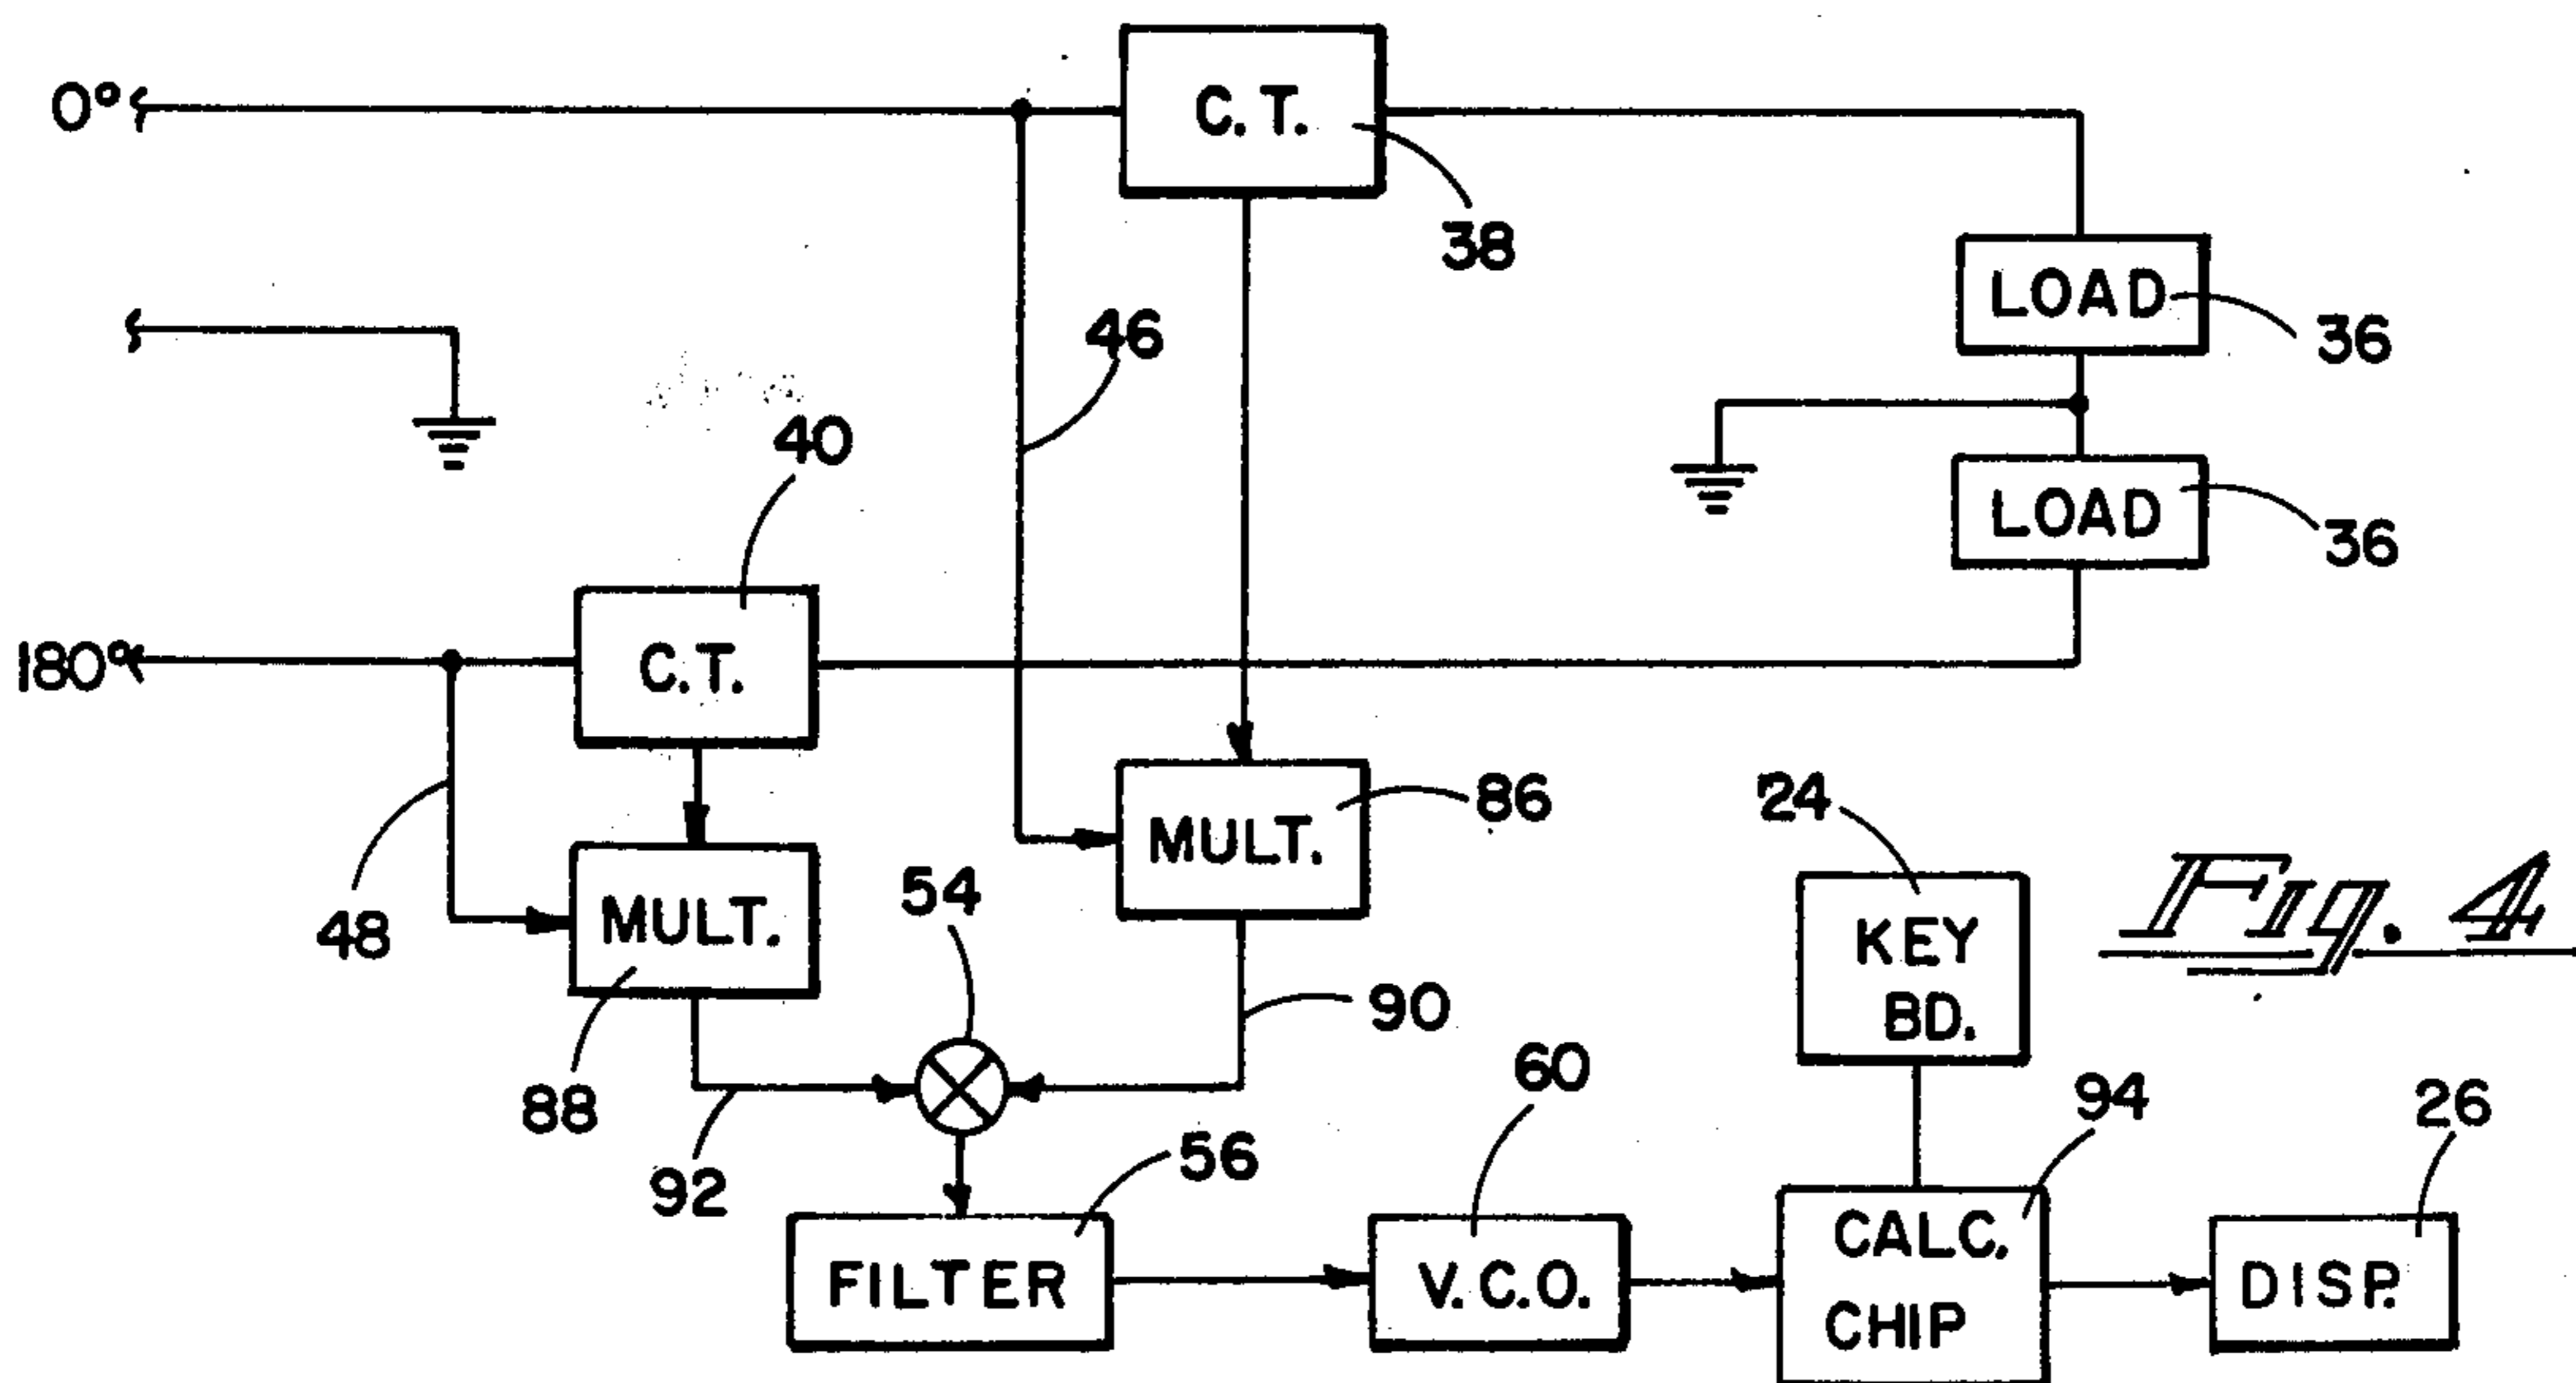 0°
C. T.
38
LOAD
36
46
40
LOAD
36
180°
C.T.
48
MULT.
86
24
MULT.
54
KEY
BD.
Fig. 4
88
90
92
56
60
94
26
FILTER
V. C. O.
CALC.
CHIP
DISP.